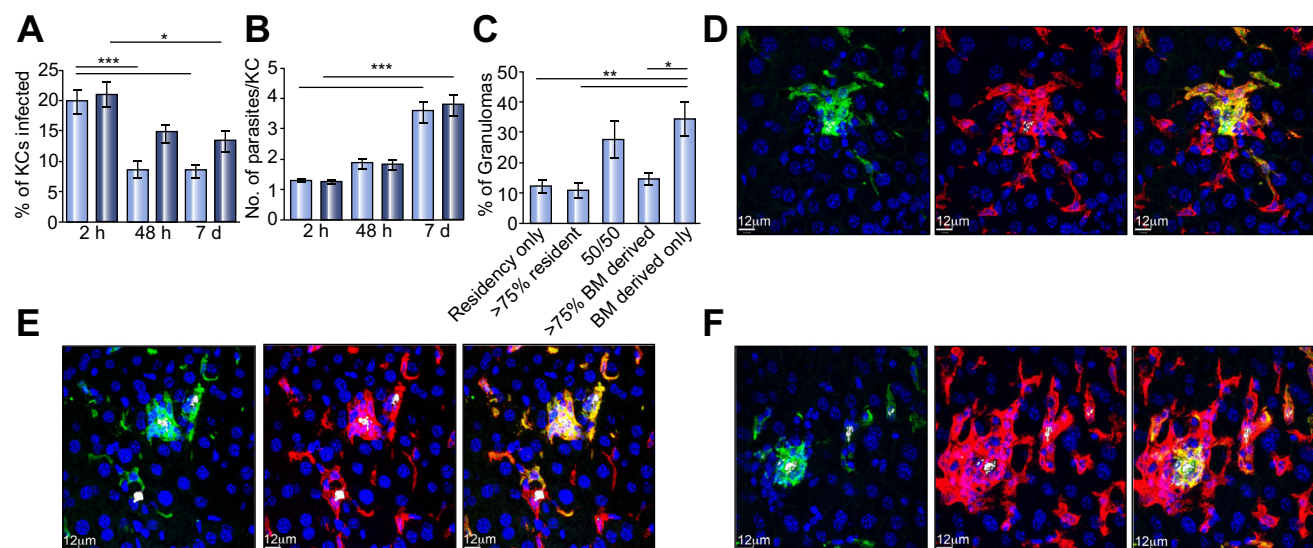 A
% of KCs infected
25
20
15
10
5
0
***
*
2 h
48 h
7 d
B
No. of parasites/KC
5
4
3
2
1
0
***
2 h
48 h
7 d
C
% of Granulomas
50
40
30
20
10
0
**
*
Residency only
>75% resident
50/50
>75% BM derived
BM derived only
D
12μm
12μm
12μm
E
12μm
12μm
12μm
F
12μm
12μm
12μm